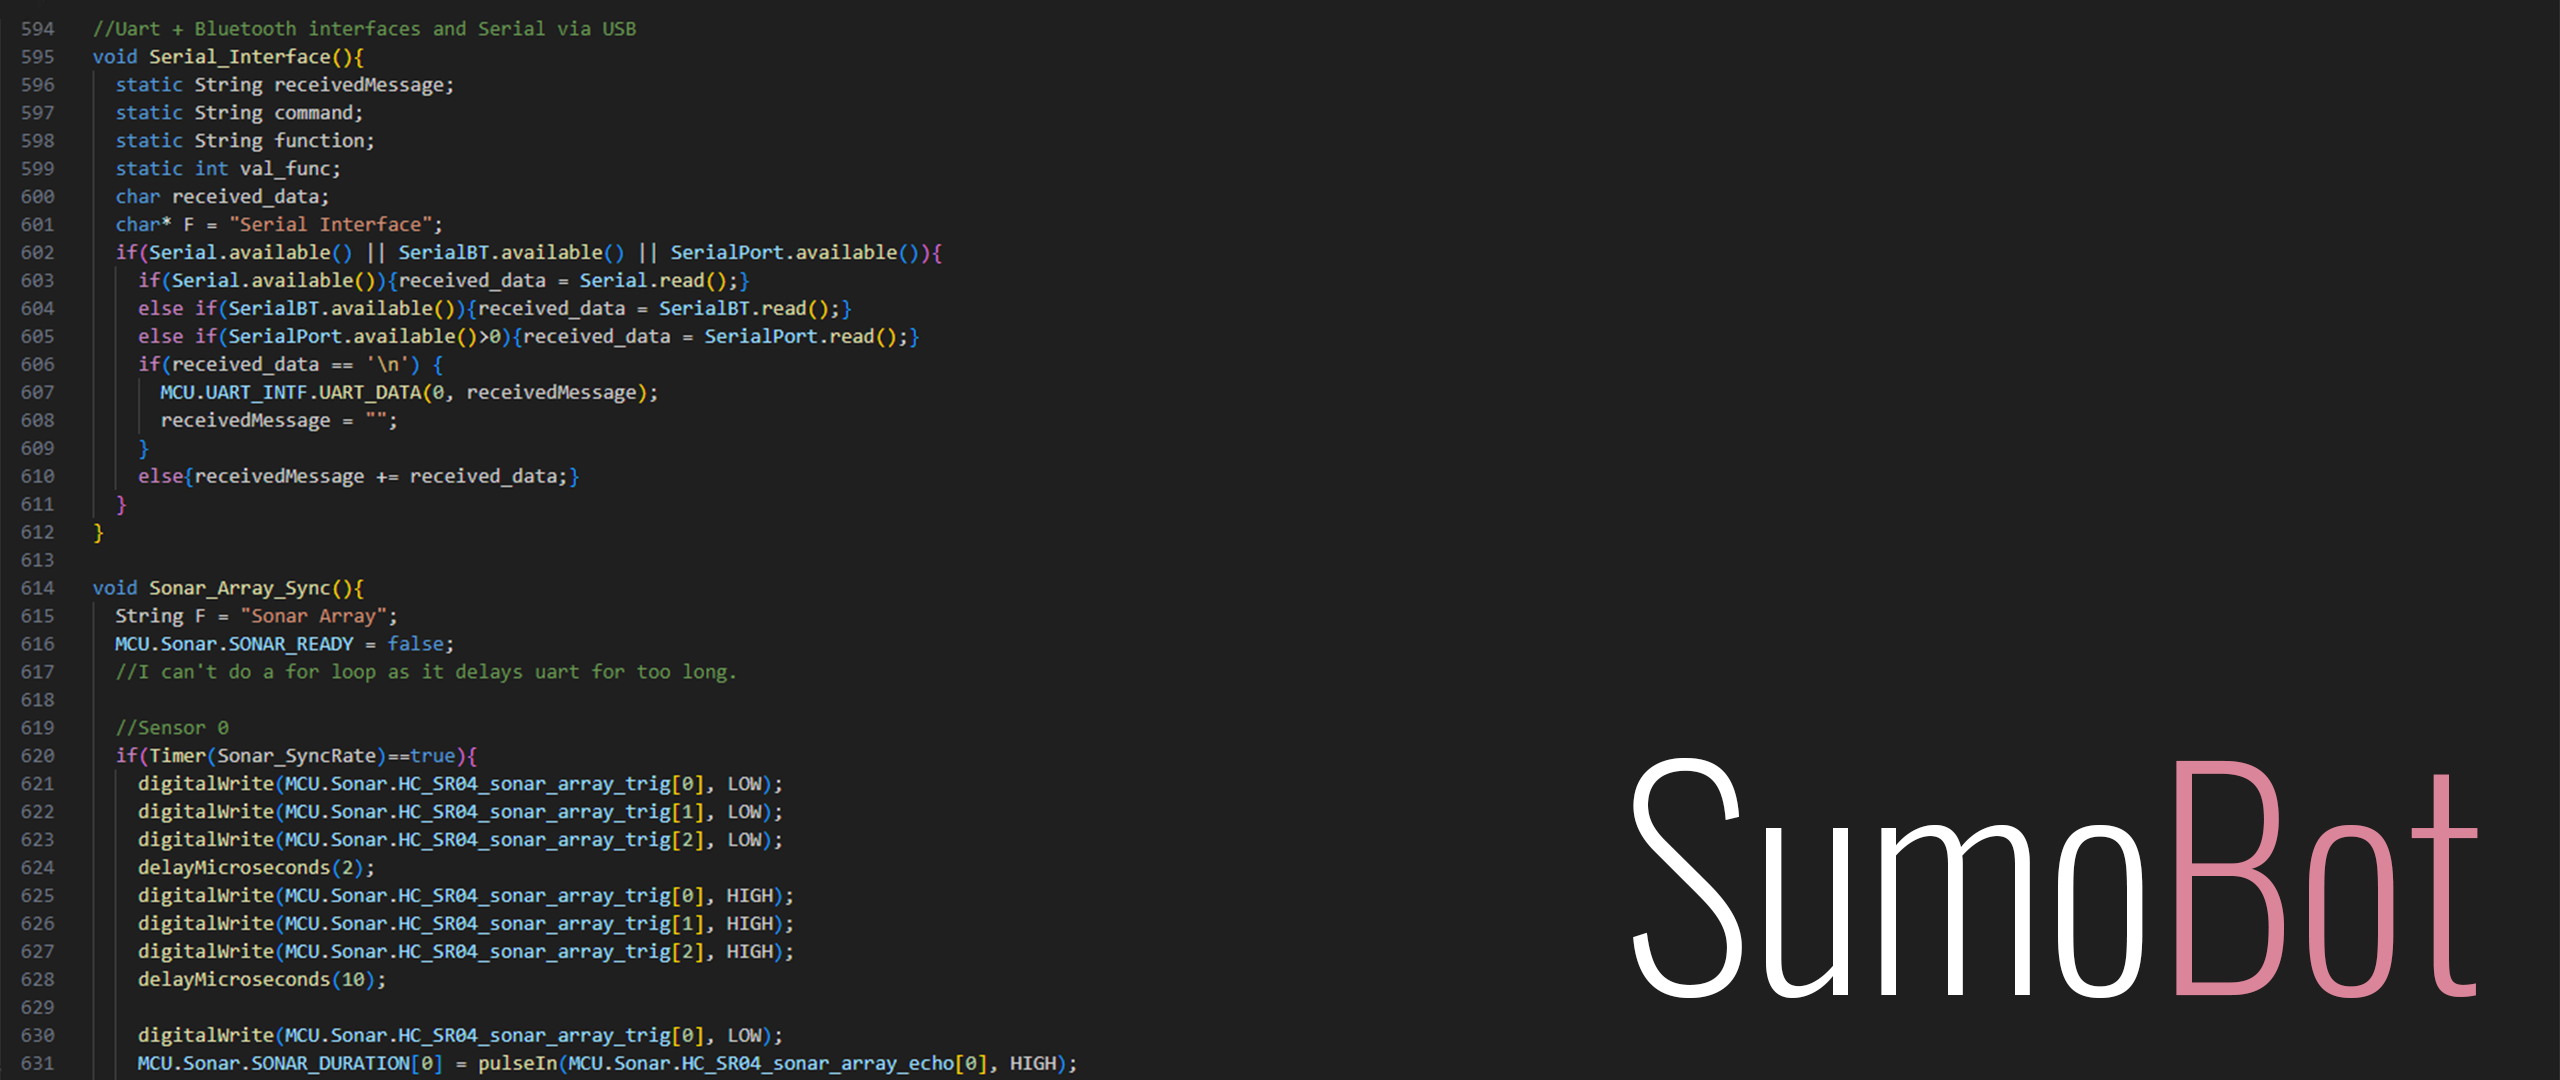 594 //Uart + Bluetooth interfaces and Serial via USB
595 void Serial_Interface(){
596 static String receivedMessage;
597 static String command;
598 static String function;
599 static int val_func;
600 char received_data;
601 char* F = "Serial Interface";
602 if(Serial.available() || SerialBT.available() || SerialPort.available()){
603 if(Serial.available()){received_data = Serial.read();}
604 else if(SerialBT.available()){received_data = SerialBT.read();}
605 else if(SerialPort.available()>0){received_data = SerialPort.read();}
606 if(received_data == '\n') {
607 MCU.UART_INTF.UART_DATA(0, receivedMessage);
608 receivedMessage = "";
609 }
610 else{receivedMessage += received_data;}
611 }
612 }
613
614 void Sonar_Array_Sync(){
615 String F = "Sonar Array";
616 MCU.Sonar.SONAR_READY = false;
617 //I can't do a for loop as it delays uart for too long.
618
619 //Sensor 0
620 if(Timer(Sonar_SyncRate)==true){
621 digitalWrite(MCU.Sonar.HC_SR04_sonar_array_trig[0], LOW);
622 digitalWrite(MCU.Sonar.HC_SR04_sonar_array_trig[1], LOW);
623 digitalWrite(MCU.Sonar.HC_SR04_sonar_array_trig[2], LOW);
624 delayMicroseconds(2);
625 digitalWrite(MCU.Sonar.HC_SR04_sonar_array_trig[0], HIGH);
626 digitalWrite(MCU.Sonar.HC_SR04_sonar_array_trig[1], HIGH);
627 digitalWrite(MCU.Sonar.HC_SR04_sonar_array_trig[2], HIGH);
628 delayMicroseconds(10);
629
630 digitalWrite(MCU.Sonar.HC_SR04_sonar_array_trig[0], LOW);
631 MCU.Sonar.SONAR_DURATION[0] = pulseIn(MCU.Sonar.HC_SR04_sonar_array_echo[0], HIGH);
SumoBot